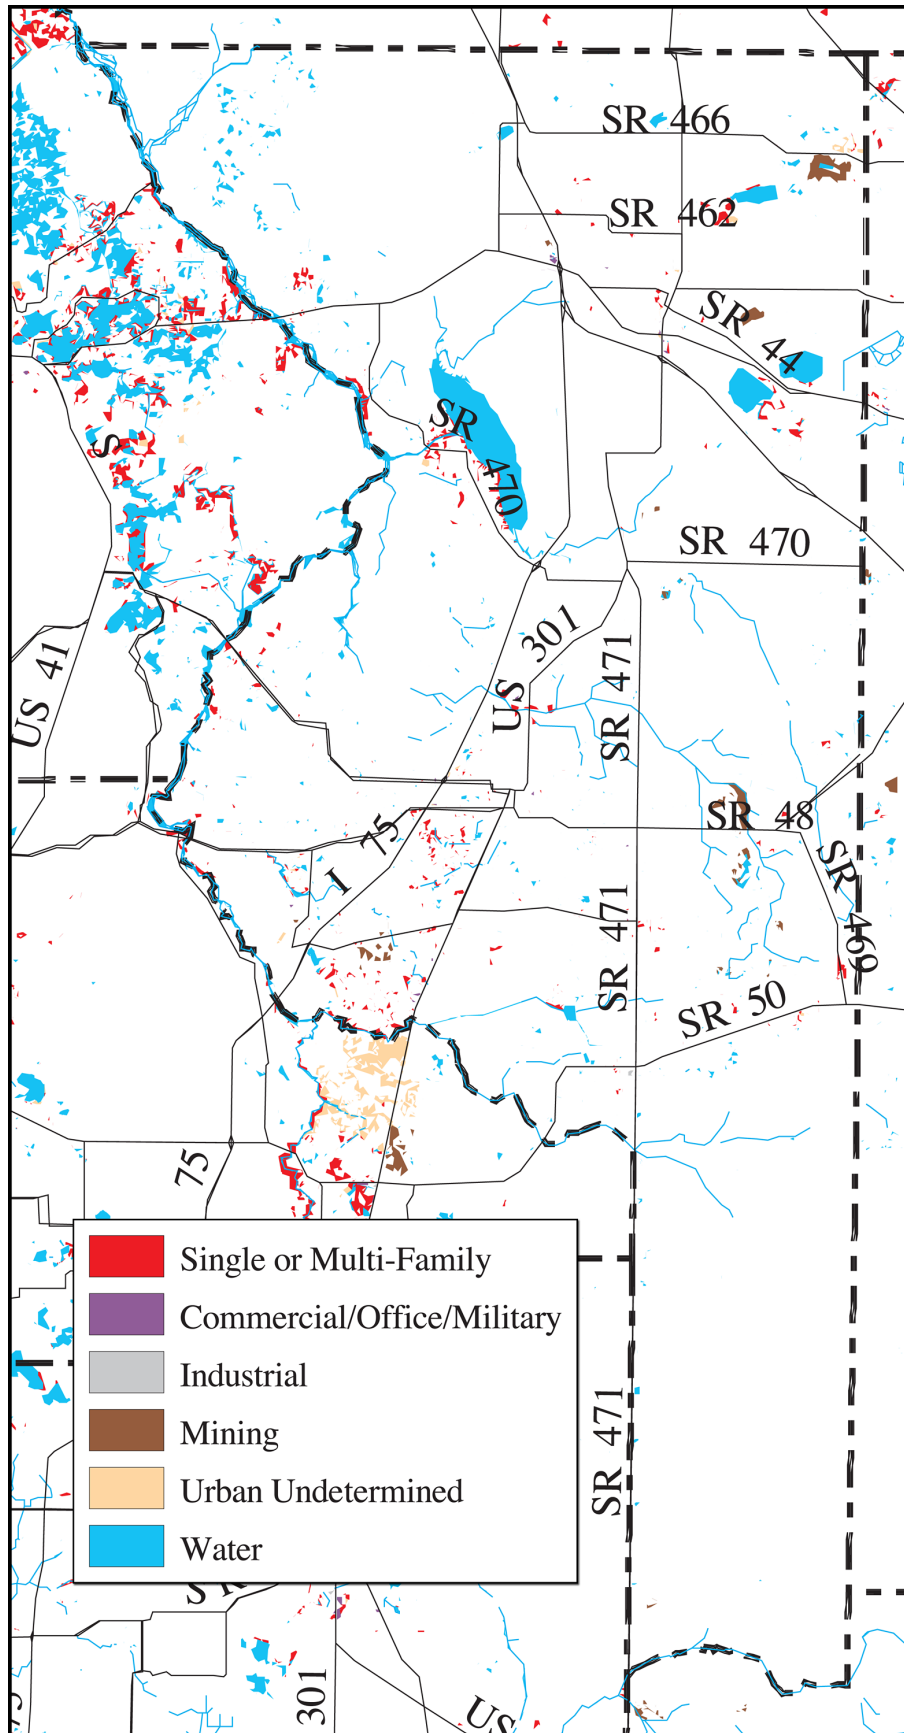 SR 466
SR 462
SR 44
SR 470
S
SR 470
US 301
SR 471
US 41
SR 48
I 75
SR 469
SR 471
SR 50
75
Single or Multi-Family
Commercial/Office/Military
Industrial
Mining
Urban Undetermined
Water
SR 471
SR
301
US